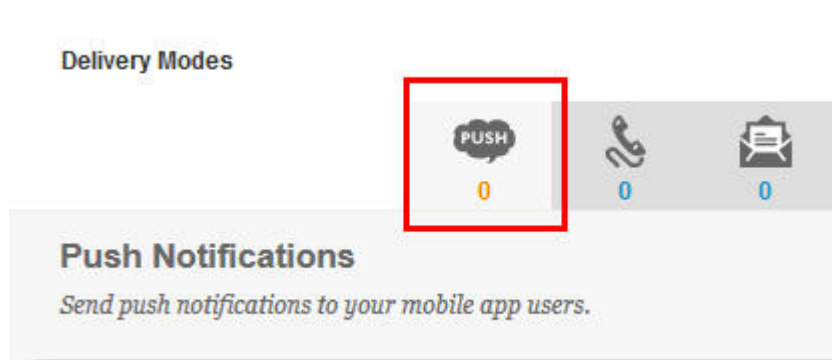 Delivery Modes
PUSH
0 0 0
Push Notifications
Send push notifications to your mobile app users.